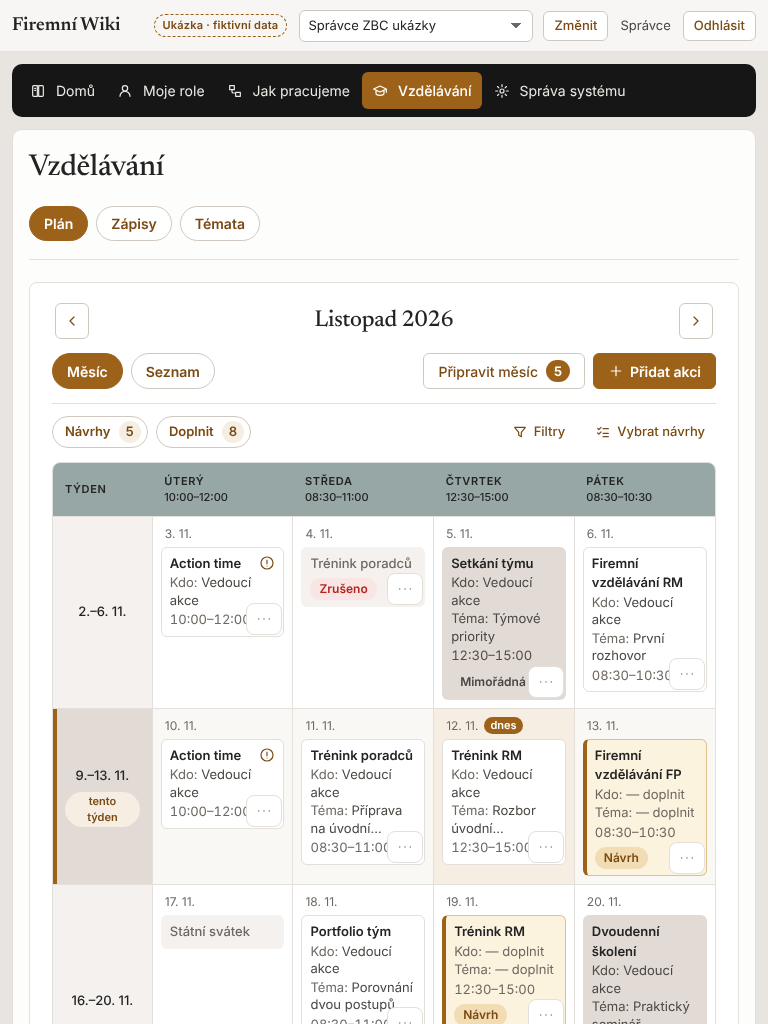 Firemní Wiki
Ukázka · fiktivní data
Správce ZBC ukázky
Změnit
Správce
Odhlásit
Domů
Moje role
Jak pracujeme
Vzdělávání
Správa systému
Vzdělávání
Plán
Zápisy
Témata
Listopad 2026
Měsíc
Seznam
Připravit měsíc 5
Přidat akci
Návrhy 5
Doplnit 8
Filtry
Vybrat návrhy
TÝDEN
ÚTERÝ
10:00–12:00
STŘEDA
08:30–11:00
ČTVRTEK
12:30–15:00
PÁTEK
08:30–10:30
2.–6. 11.
3. 11.
Action time
Kdo: Vedoucí
akce
10:00–12:00
4. 11.
Trénink poradců
Zrušeno
5. 11.
Setkání týmu
Kdo: Vedoucí
akce
Téma: Týmové
priority
12:30–15:00
Mimořádná
6. 11.
Firemní
vzdělávání RM
Kdo: Vedoucí
akce
Téma: První
rozhovor
08:30–10:30
9.–13. 11.
tento
týden
10. 11.
Action time
Kdo: Vedoucí
akce
10:00–12:00
11. 11.
Trénink poradců
Kdo: Vedoucí
akce
Téma: Příprava
na úvodní...
08:30–11:00
12. 11. dnes
Trénink RM
Kdo: Vedoucí
akce
Téma: Rozbor
úvodní...
12:30–15:00
13. 11.
Firemní
vzdělávání FP
Kdo: — doplnit
Téma: — doplnit
08:30–10:30
Návrh
16.–20. 11.
17. 11.
Státní svátek
18. 11.
Portfolio tým
Kdo: Vedoucí
akce
Téma: Porovnání
dvou postupů
08:30–11:00
19. 11.
Trénink RM
Kdo: — doplnit
Téma: — doplnit
12:30–15:00
Návrh
20. 11.
Dvoudenní
školení
Kdo: Vedoucí
akce
Téma: Praktický
seminář